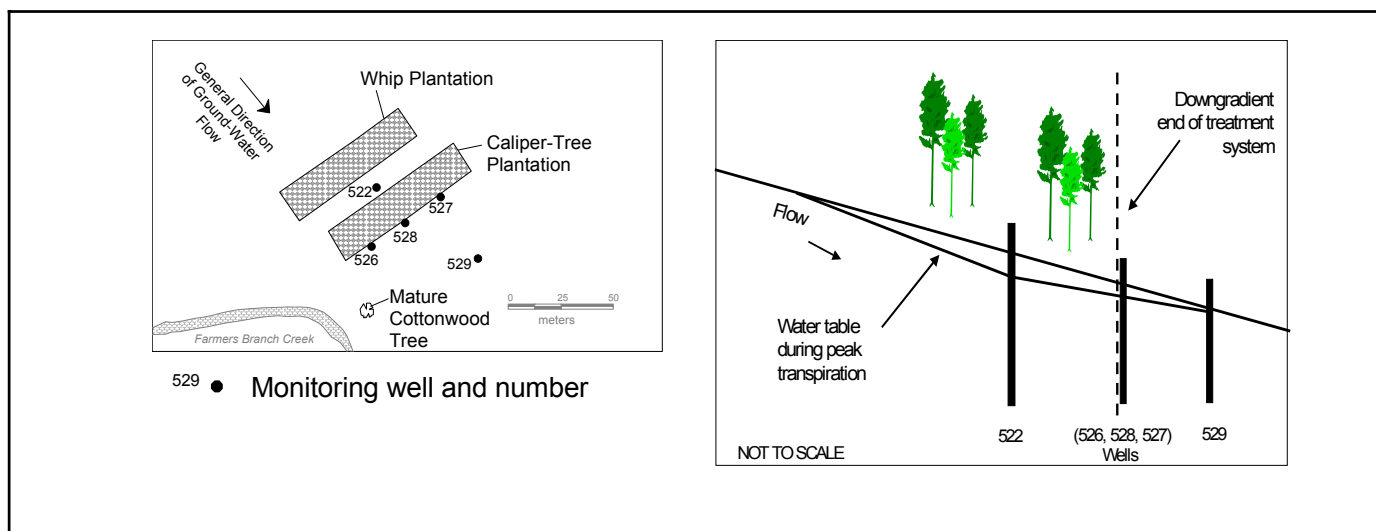 General Direction
of Ground-Water
Flow
Whip Plantation
Caliper-Tree
Plantation
522
527
528
526
529
Mature
Cottonwood
Tree
0 25 50
meters
Farmers Branch Creek
529 Monitoring well and number
Downgradient
end of treatment
system
Flow
Water table
during peak
transpiration
522 (526, 528, 527) 529
Wells
NOT TO SCALE